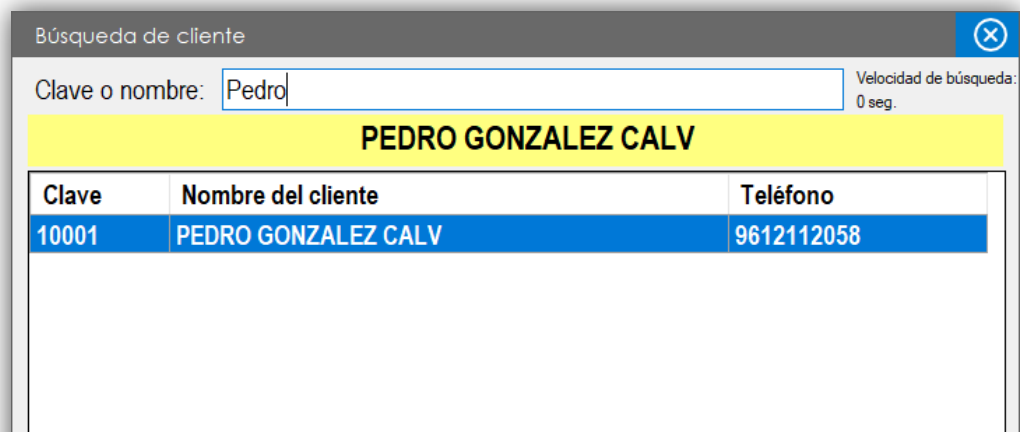 Búsqueda de cliente
Clave o nombre: Pedro
Velocidad de búsqueda:
0 seg.
PEDRO GONZALEZ CALV
Clave Nombre del cliente Teléfono
10001 PEDRO GONZALEZ CALV 9612112058